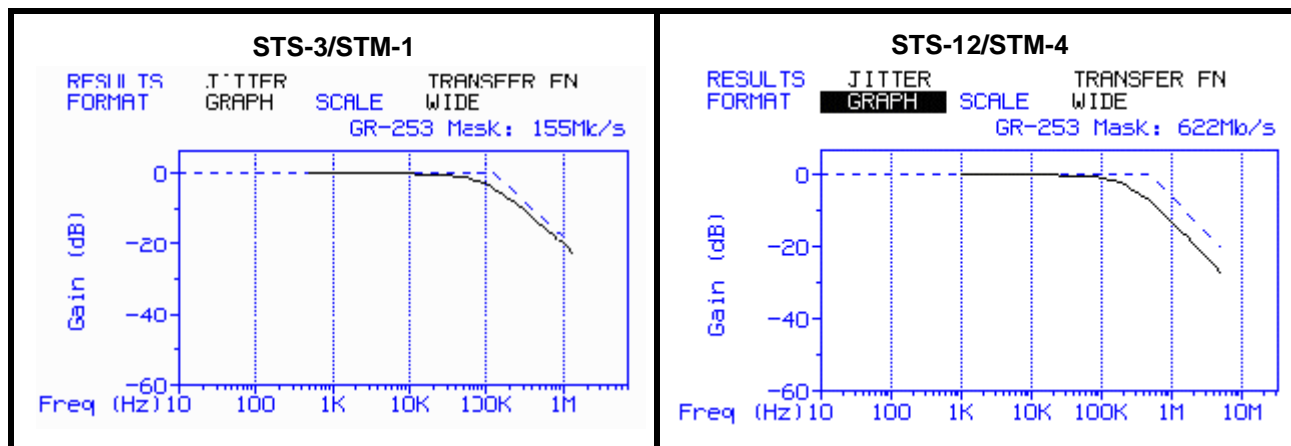 STS-3/STM-1
RESULTS JITTER TRANSFER FN
FORMAT GRAPH SCALE WIDE
GR-253 Mask: 155Mb/s
Gain (dB)
0
-20
-40
-60
Freq (Hz) 10 100 1K 10K 100K 1M
STS-12/STM-4
RESULTS JITTER TRANSFER FN
FORMAT GRAPH SCALE WIDE
GR-253 Mask: 622Mb/s
Gain (dB)
0
-20
-40
-60
Freq (Hz) 10 100 1K 10K 100K 1M 10M